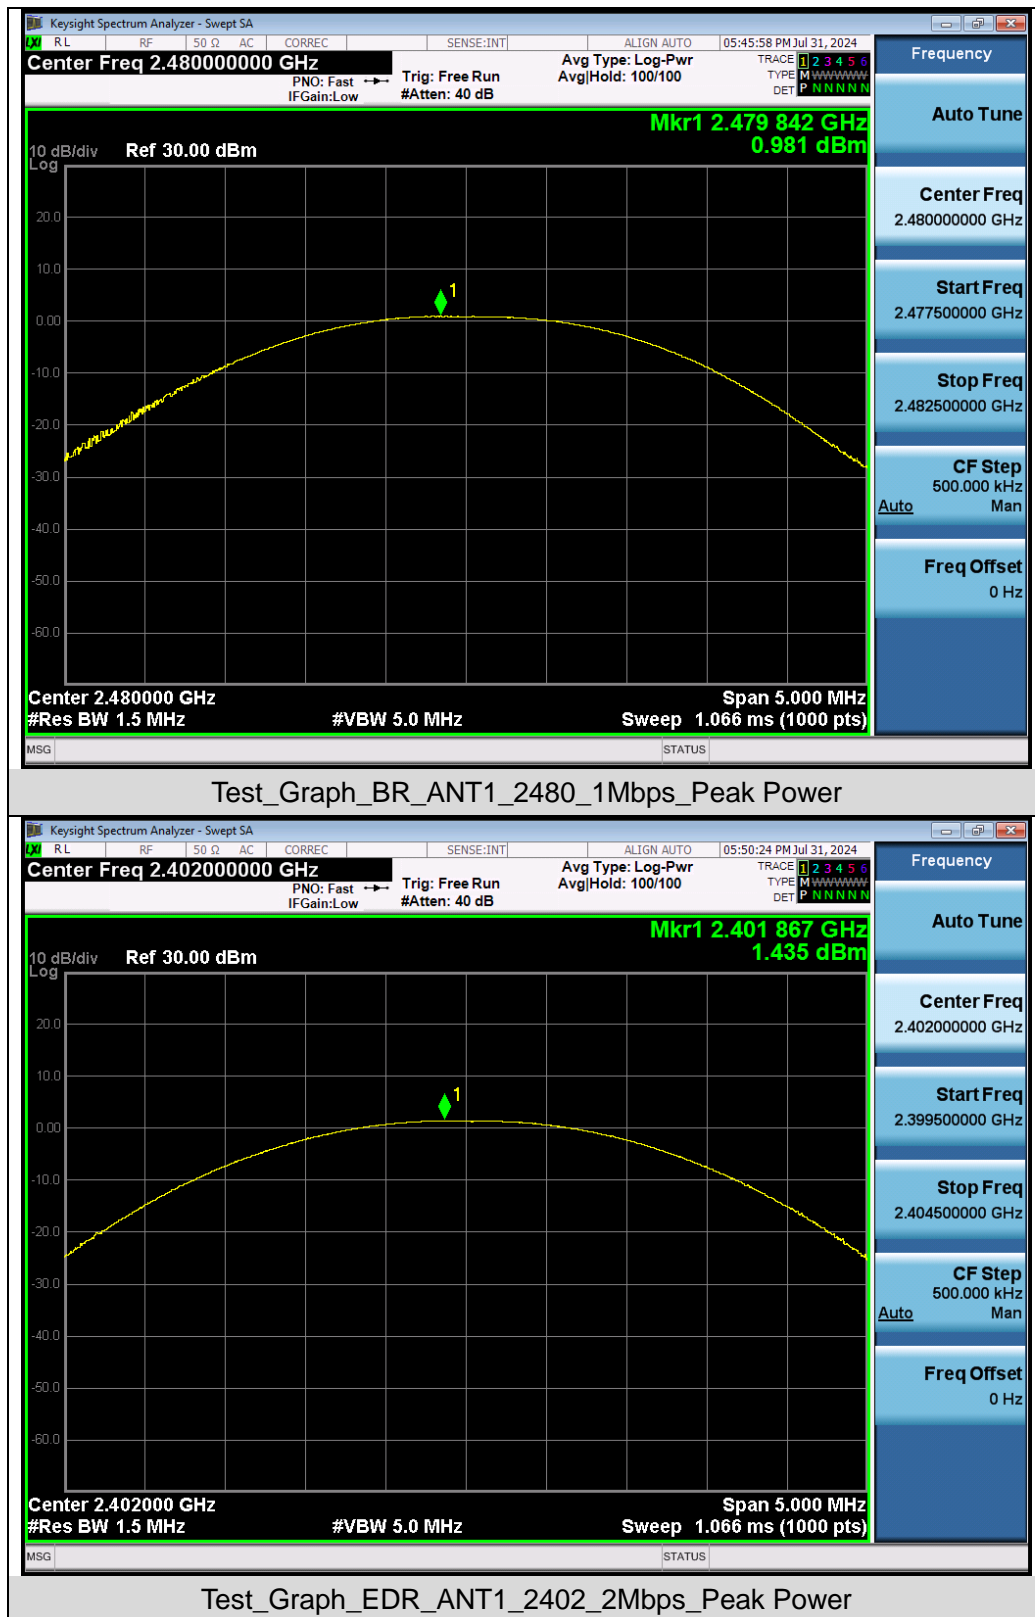 Keysight Spectrum Analyzer - Swept SA
LXI RL RF 50 Ω AC CORREC SENSE:INT ALIGN AUTO 05:45:58 PM Jul 31, 2024
Center Freq 2.480000000 GHz
PNO: Fast
IFGain:Low
Trig: Free Run
#Atten: 40 dB
Avg Type: Log-Pwr
Avg|Hold: 100/100
TRACE 1 2 3 4 5 6
TYPE M WWWWW
DET P N N N N N
Mkr1 2.479 842 GHz
0.981 dBm
10 dB/div Ref 30.00 dBm
Log
20.0
10.0
1
0.00
-10.0
-20.0
-30.0
-40.0
-50.0
-60.0
Center 2.480000 GHz Span 5.000 MHz
#Res BW 1.5 MHz #VBW 5.0 MHz Sweep 1.066 ms (1000 pts)
MSG STATUS
Frequency
Auto Tune
Center Freq
2.480000000 GHz
Start Freq
2.477500000 GHz
Stop Freq
2.482500000 GHz
CF Step
500.000 kHz
Auto Man
Freq Offset
0 Hz
Test_Graph_BR_ANT1_2480_1Mbps_Peak Power
Keysight Spectrum Analyzer - Swept SA
LXI RL RF 50 Ω AC CORREC SENSE:INT ALIGN AUTO 05:50:24 PM Jul 31, 2024
Center Freq 2.402000000 GHz
PNO: Fast
IFGain:Low
Trig: Free Run
#Atten: 40 dB
Avg Type: Log-Pwr
Avg|Hold: 100/100
TRACE 1 2 3 4 5 6
TYPE M WWWWW
DET P N N N N N
Mkr1 2.401 867 GHz
1.435 dBm
10 dB/div Ref 30.00 dBm
Log
20.0
10.0
1
0.00
-10.0
-20.0
-30.0
-40.0
-50.0
-60.0
Center 2.402000 GHz Span 5.000 MHz
#Res BW 1.5 MHz #VBW 5.0 MHz Sweep 1.066 ms (1000 pts)
MSG STATUS
Frequency
Auto Tune
Center Freq
2.402000000 GHz
Start Freq
2.399500000 GHz
Stop Freq
2.404500000 GHz
CF Step
500.000 kHz
Auto Man
Freq Offset
0 Hz
Test_Graph_EDR_ANT1_2402_2Mbps_Peak Power